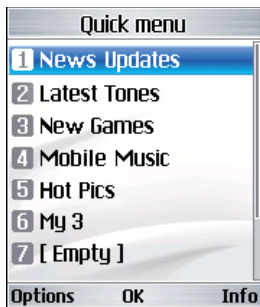 Quick menu
1 News Updates
2 Latest Tones
3 New Games
4 Mobile Music
5 Hot Pics
6 My 3
7 [ Empty ]
Options OK Info